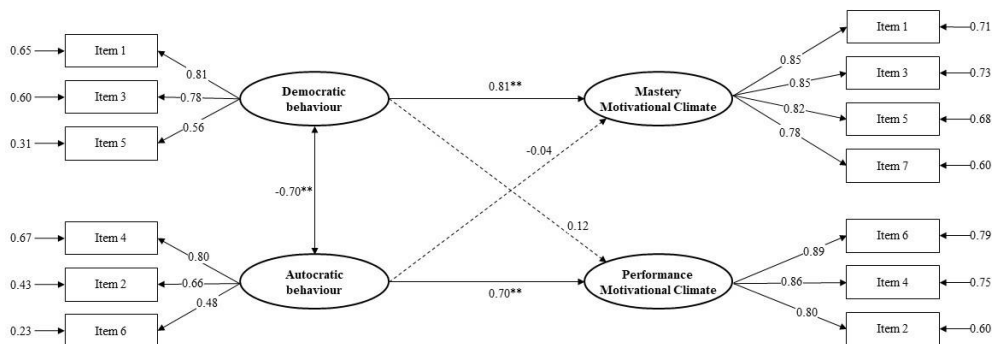 0.65
Item 1
0.81
0.60
Item 3
0.78
0.31
Item 5
0.56
Democratic
behaviour
0.81**
Mastery
Motivational Climate
0.85
Item 1
0.71
0.85
Item 3
0.73
0.82
Item 5
0.68
0.78
Item 7
0.60
-0.70**
-0.04
0.12
0.67
Item 4
0.80
0.43
Item 2
0.66
0.23
Item 6
0.48
Autocratic
behaviour
0.70**
Performance
Motivational Climate
0.89
Item 6
0.79
0.86
Item 4
0.75
0.80
Item 2
0.60